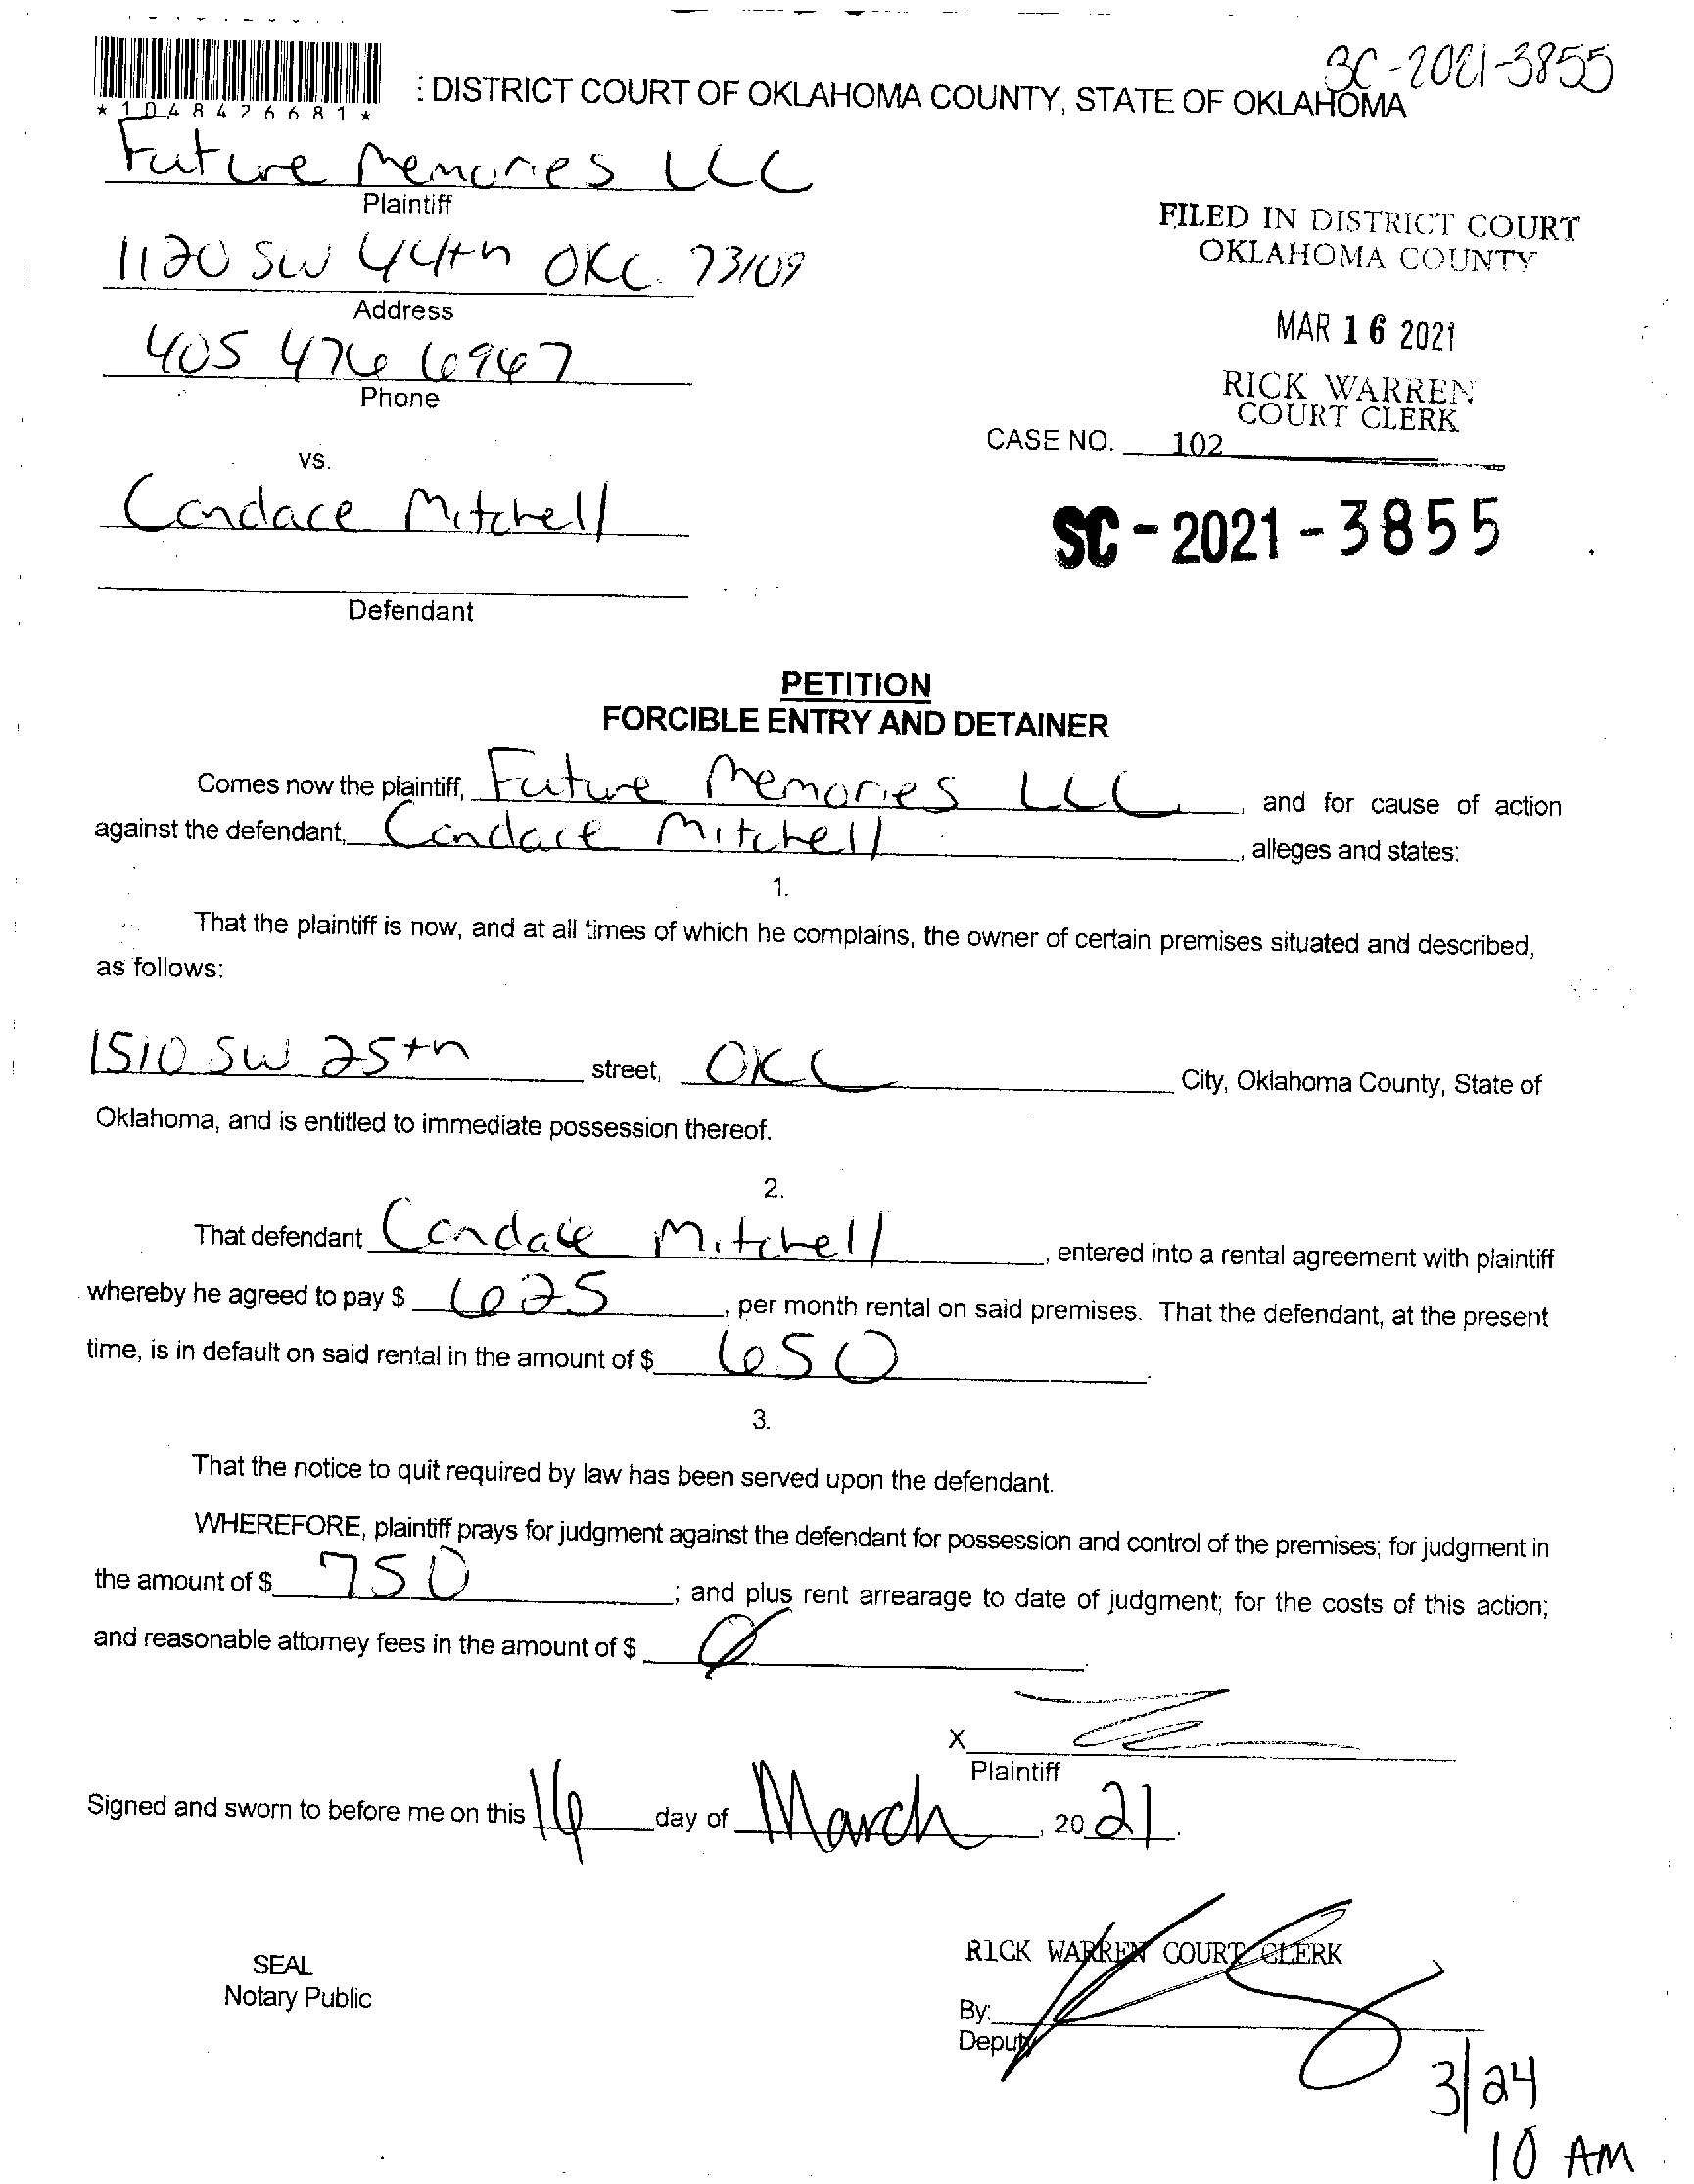 SC-2021-3855
: DISTRICT COURT OF OKLAHOMA COUNTY, STATE OF OKLAHOMA
* 1 0 4 8 4 7 6 6 8 1 *
Future Memories LLC
Plaintiff
1120 SW 44th OKC. 73109
Address
405 476 6967
Phone
FILED IN DISTRICT COURT
OKLAHOMA COUNTY
MAR 16 2021
RICK WARREN
COURT CLERK
CASE NO. 102
vs.
Candace Mitchell
SC - 2021 - 3855
Defendant
PETITION
FORCIBLE ENTRY AND DETAINER
Comes now the plaintiff, Future Memories LLC, and for cause of action
against the defendant, Candace Mitchell, alleges and states:
1.
That the plaintiff is now, and at all times of which he complains, the owner of certain premises situated and described,
as follows:
1510 SW 25th street, OKC City, Oklahoma County, State of
Oklahoma, and is entitled to immediate possession thereof.
2.
That defendant Candace Mitchell, entered into a rental agreement with plaintiff
whereby he agreed to pay $ 625, per month rental on said premises. That the defendant, at the present
time, is in default on said rental in the amount of $ 650
3.
That the notice to quit required by law has been served upon the defendant.
WHEREFORE, plaintiff prays for judgment against the defendant for possession and control of the premises; for judgment in
the amount of $ 750; and plus rent arrearage to date of judgment; for the costs of this action;
and reasonable attorney fees in the amount of $ 0
X
Plaintiff
Signed and sworn to before me on this 16 day of March, 2021.
RICK WARREN COURT CLERK
SEAL
Notary Public
By:
Deputy
3/24
10 AM